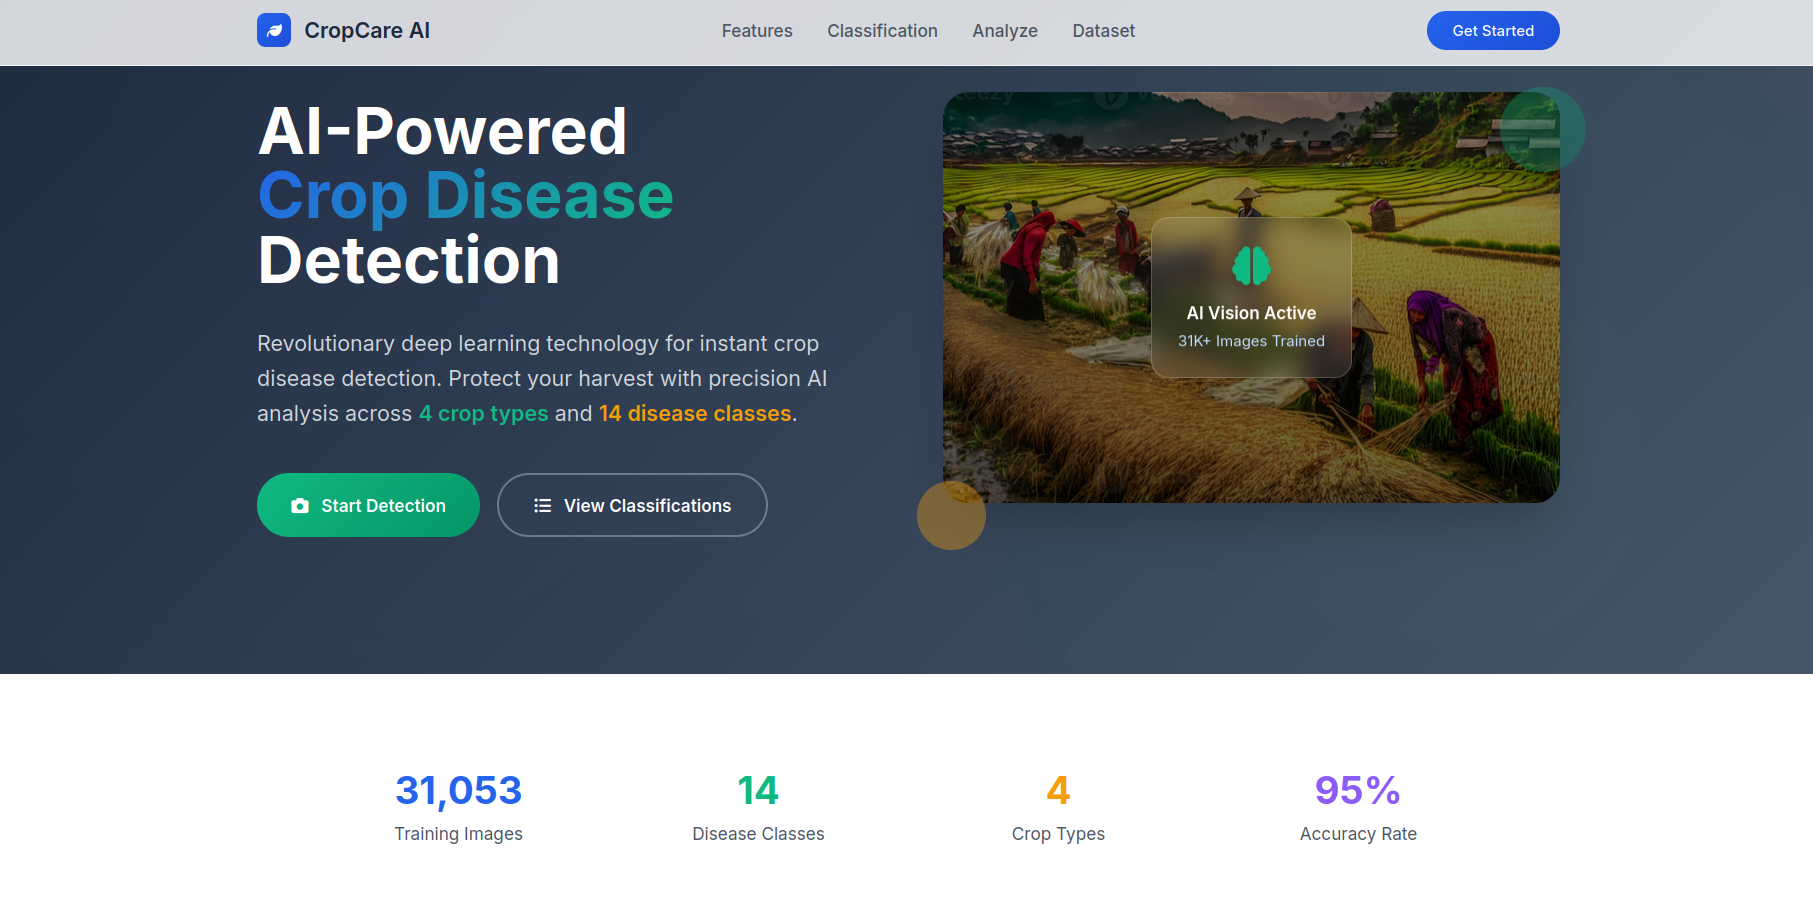 CropCare AI
Features
Classification
Analyze
Dataset
Get Started
AI-Powered
Crop Disease
Detection
Revolutionary deep learning technology for instant crop
disease detection. Protect your harvest with precision AI
analysis across 4 crop types and 14 disease classes.
Start Detection
View Classifications
AI Vision Active
31K+ Images Trained
31,053
Training Images
14
Disease Classes
4
Crop Types
95%
Accuracy Rate